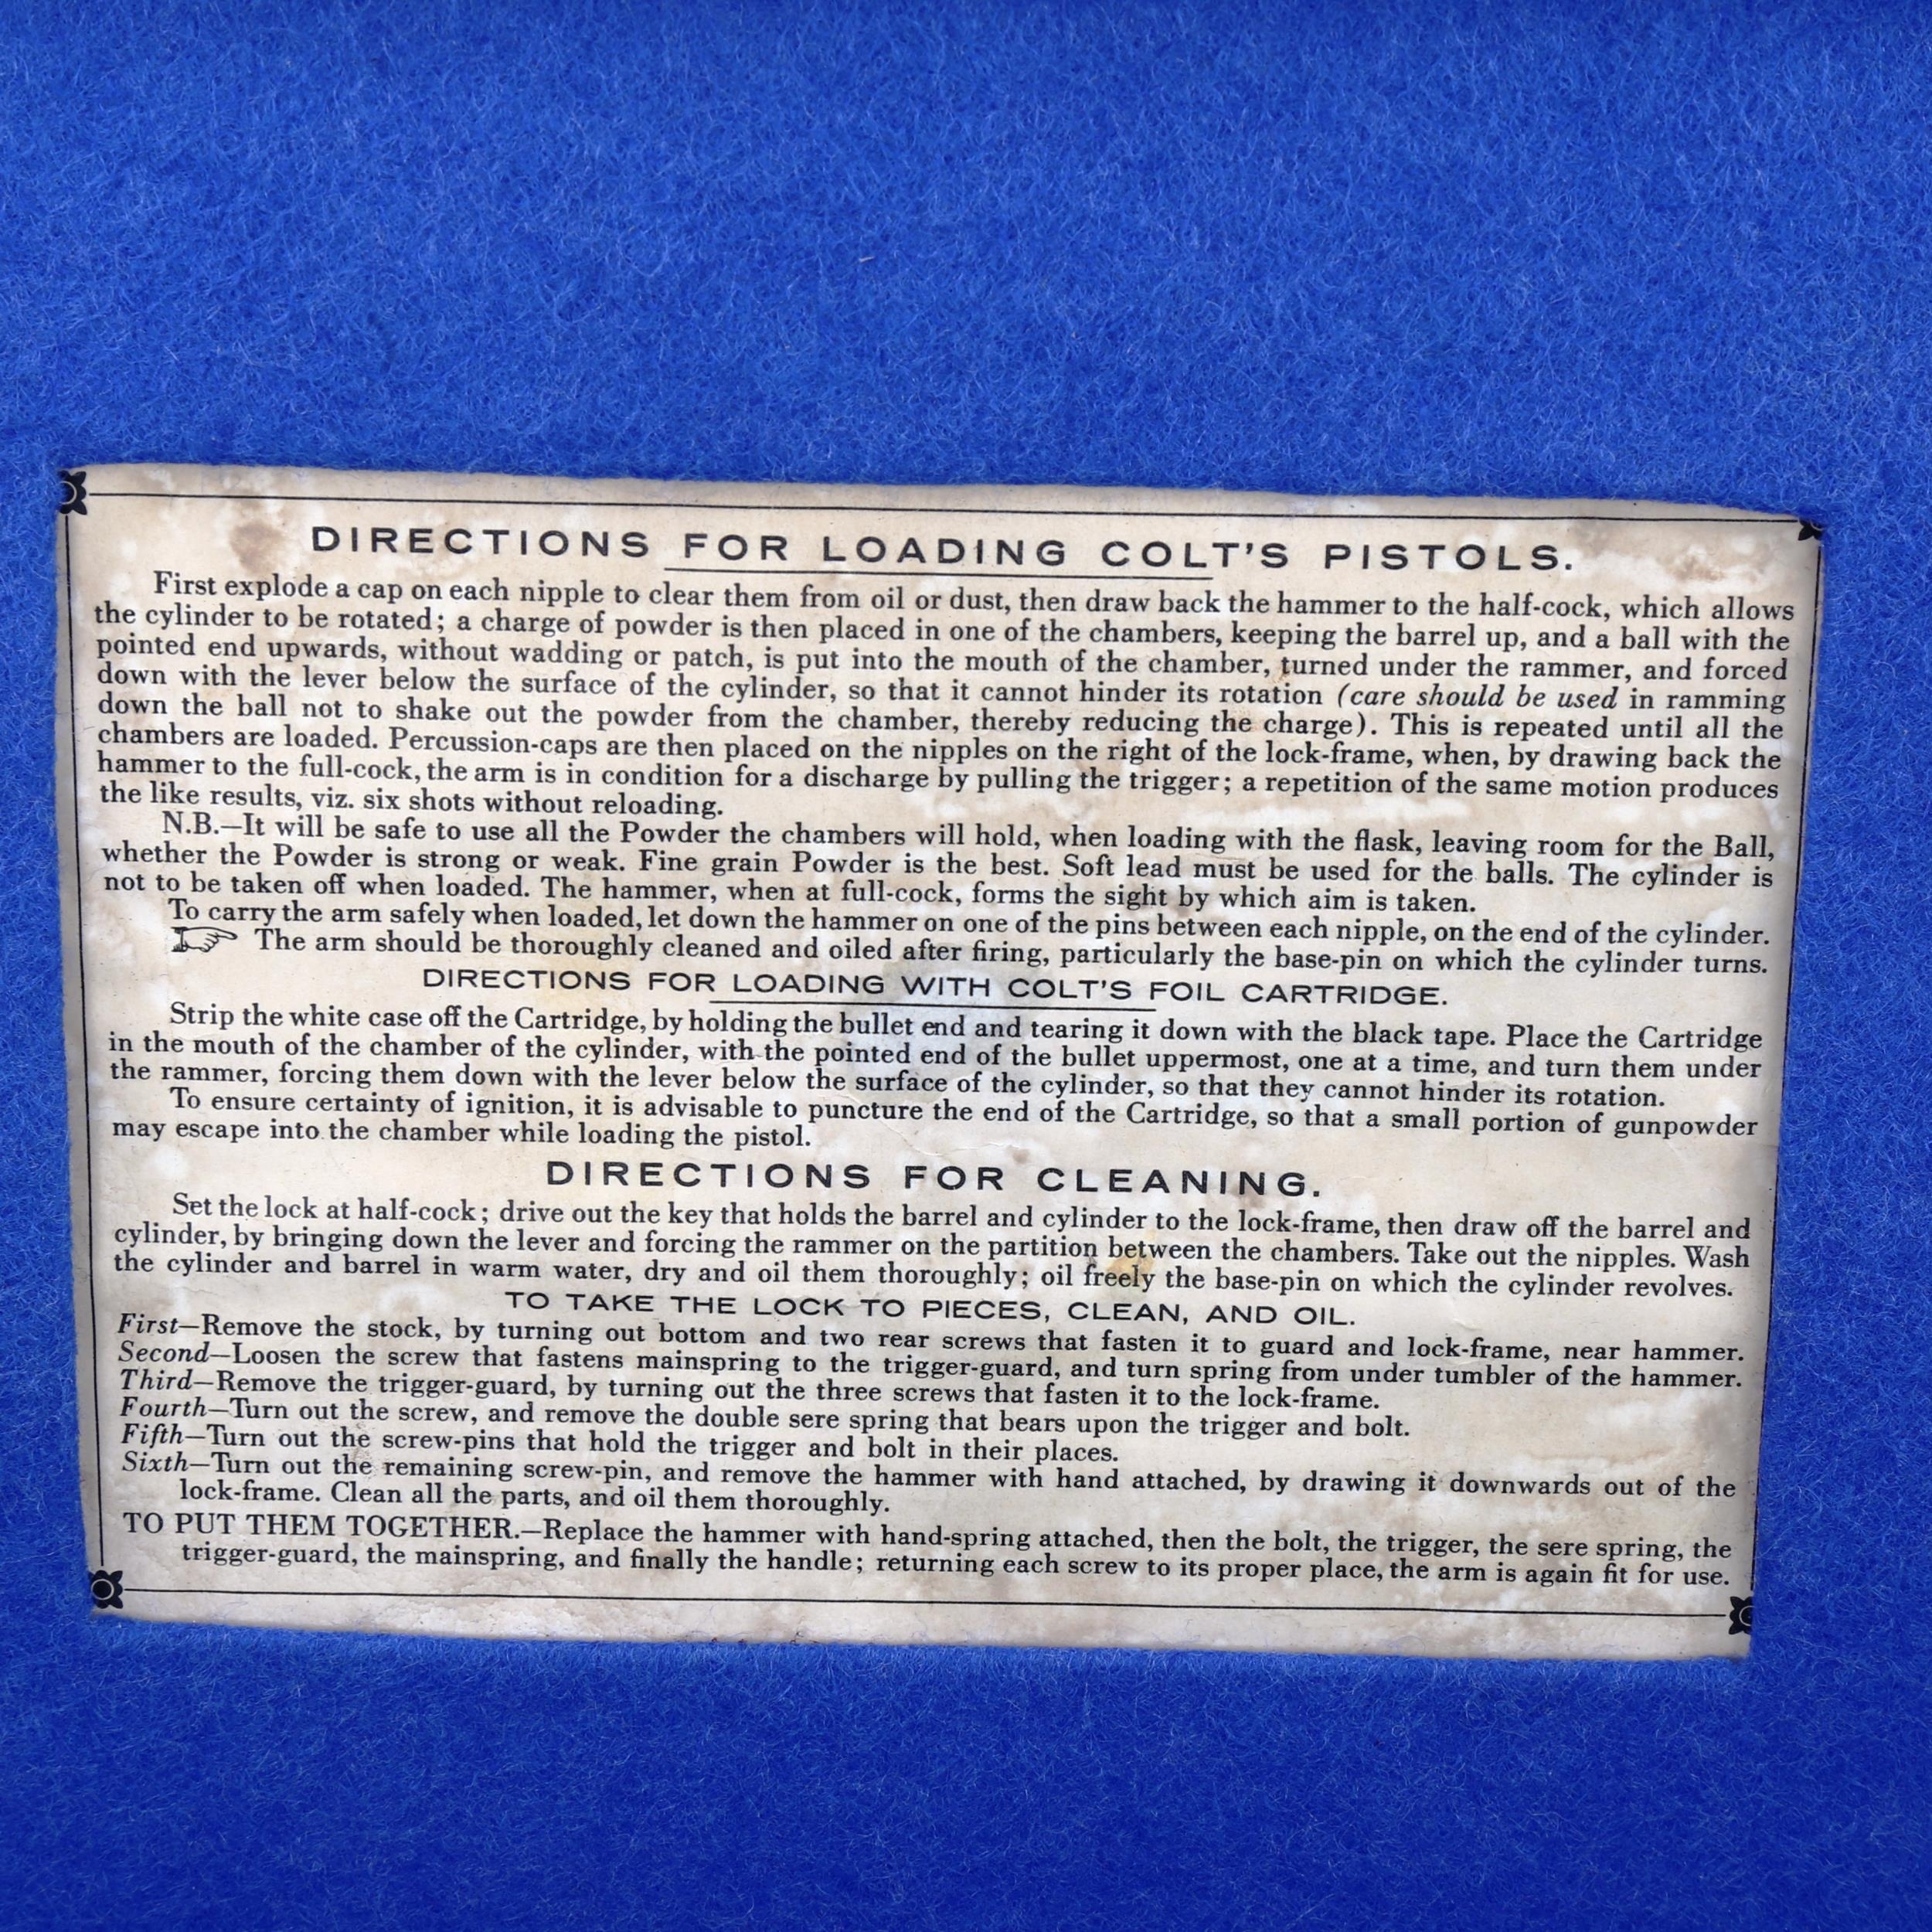 DIRECTIONS FOR LOADING COLT'S PISTOLS.
First explode a cap on each nipple to clear them from oil or dust, then draw back the hammer to the half-cock, which allows
the cylinder to be rotated; a charge of powder is then placed in one of the chambers, keeping the barrel up, and a ball with the
pointed end upwards, without wadding or patch, is put into the mouth of the chamber, turned under the rammer, and forced
down with the lever below the surface of the cylinder, so that it cannot hinder its rotation (care should be used in ramming
down the ball not to shake out the powder from the chamber, thereby reducing the charge). This is repeated until all the
chambers are loaded. Percussion-caps are then placed on the nipples on the right of the lock-frame, when, by drawing back the
hammer to the full-cock, the arm is in condition for a discharge by pulling the trigger; a repetition of the same motion produces
the like results, viz. six shots without reloading.
N.B.—It will be safe to use all the Powder the chambers will hold, when loading with the flask, leaving room for the Ball,
whether the Powder is strong or weak. Fine grain Powder is the best. Soft lead must be used for the balls. The cylinder is
not to be taken off when loaded. The hammer, when at full-cock, forms the sight by which aim is taken.
To carry the arm safely when loaded, let down the hammer on one of the pins between each nipple, on the end of the cylinder.
☞ The arm should be thoroughly cleaned and oiled after firing, particularly the base-pin on which the cylinder turns.
DIRECTIONS FOR LOADING WITH COLT'S FOIL CARTRIDGE.
Strip the white case off the Cartridge, by holding the bullet end and tearing it down with the black tape. Place the Cartridge
in the mouth of the chamber of the cylinder, with the pointed end of the bullet uppermost, one at a time, and turn them under
the rammer, forcing them down with the lever below the surface of the cylinder, so that they cannot hinder its rotation.
To ensure certainty of ignition, it is advisable to puncture the end of the Cartridge, so that a small portion of gunpowder
may escape into the chamber while loading the pistol.
DIRECTIONS FOR CLEANING.
Set the lock at half-cock; drive out the key that holds the barrel and cylinder to the lock-frame, then draw off the barrel and
cylinder, by bringing down the lever and forcing the rammer on the partition between the chambers. Take out the nipples. Wash
the cylinder and barrel in warm water, dry and oil them thoroughly; oil freely the base-pin on which the cylinder revolves.
TO TAKE THE LOCK TO PIECES, CLEAN, AND OIL.
First—Remove the stock, by turning out bottom and two rear screws that fasten it to guard and lock-frame, near hammer.
Second—Loosen the screw that fastens mainspring to the trigger-guard, and turn spring from under tumbler of the hammer.
Third—Remove the trigger-guard, by turning out the three screws that fasten it to the lock-frame.
Fourth—Turn out the screw, and remove the double sere spring that bears upon the trigger and bolt.
Fifth—Turn out the screw-pins that hold the trigger and bolt in their places.
Sixth—Turn out the remaining screw-pin, and remove the hammer with hand attached, by drawing it downwards out of the
lock-frame. Clean all the parts, and oil them thoroughly.
TO PUT THEM TOGETHER.—Replace the hammer with hand-spring attached, then the bolt, the trigger, the sere spring, the
trigger-guard, the mainspring, and finally the handle; returning each screw to its proper place, the arm is again fit for use.